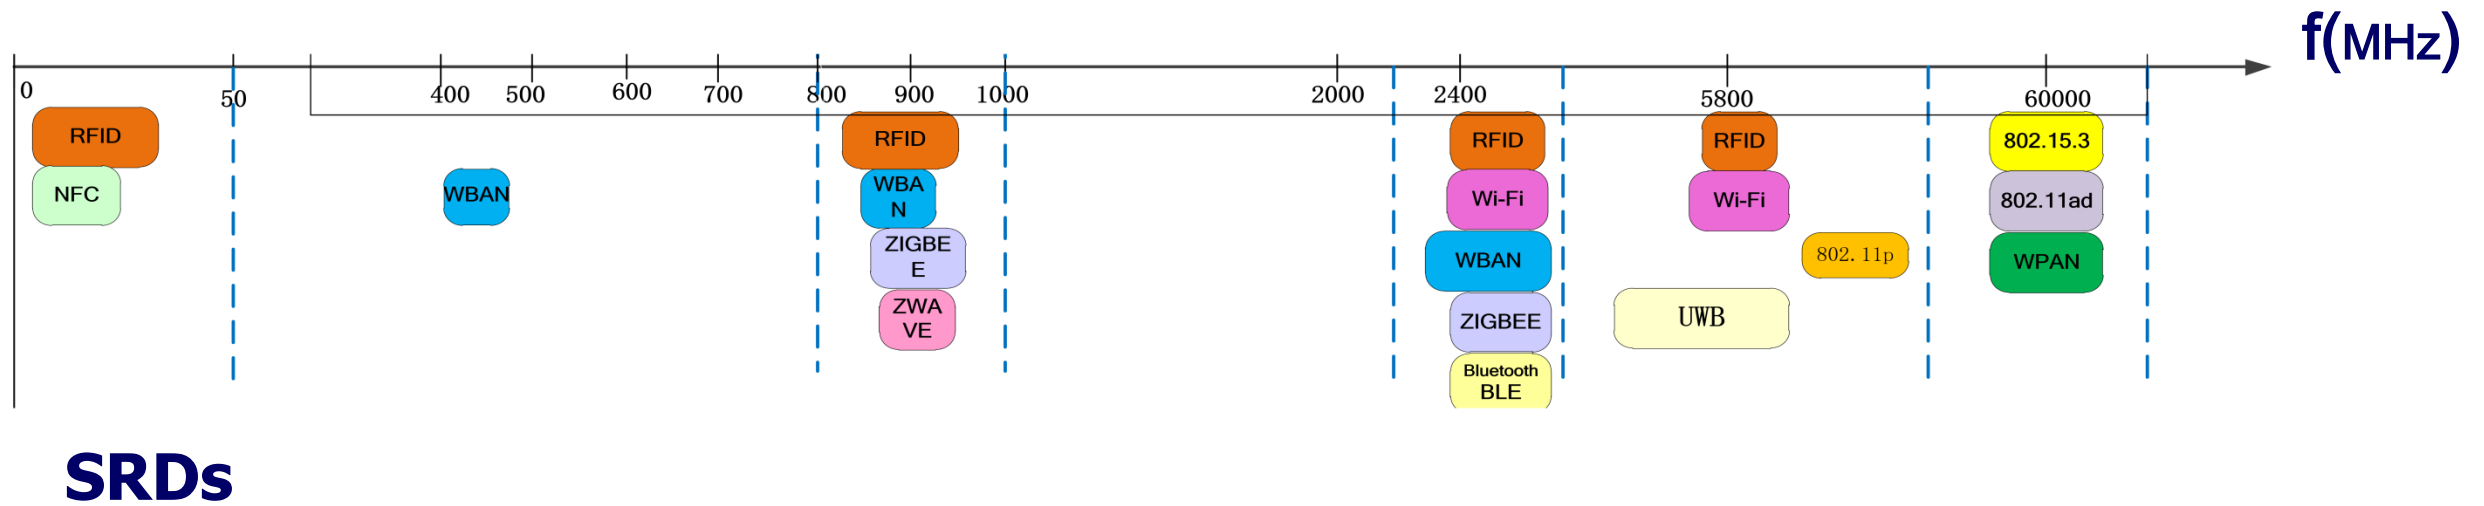 f(MHz)
0
50
400
500
600
700
800
900
1000
2000
2400
5800
60000
RFID
NFC
WBAN
RFID
WBA
N
ZIGBE
E
ZWA
VE
RFID
Wi-Fi
WBAN
ZIGBEE
Bluetooth
BLE
RFID
Wi-Fi
802.11p
UWB
802.15.3
802.11ad
WPAN
SRDs